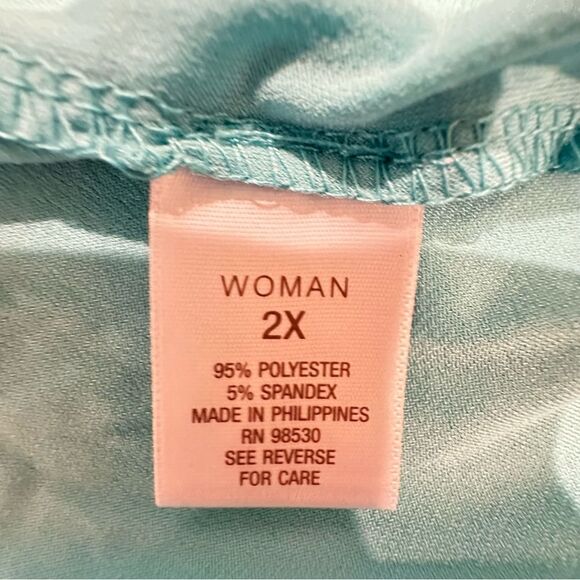 WOMAN
2X
95% POLYESTER
5% SPANDEX
MADE IN PHILIPPINES
RN 98530
SEE REVERSE
FOR CARE